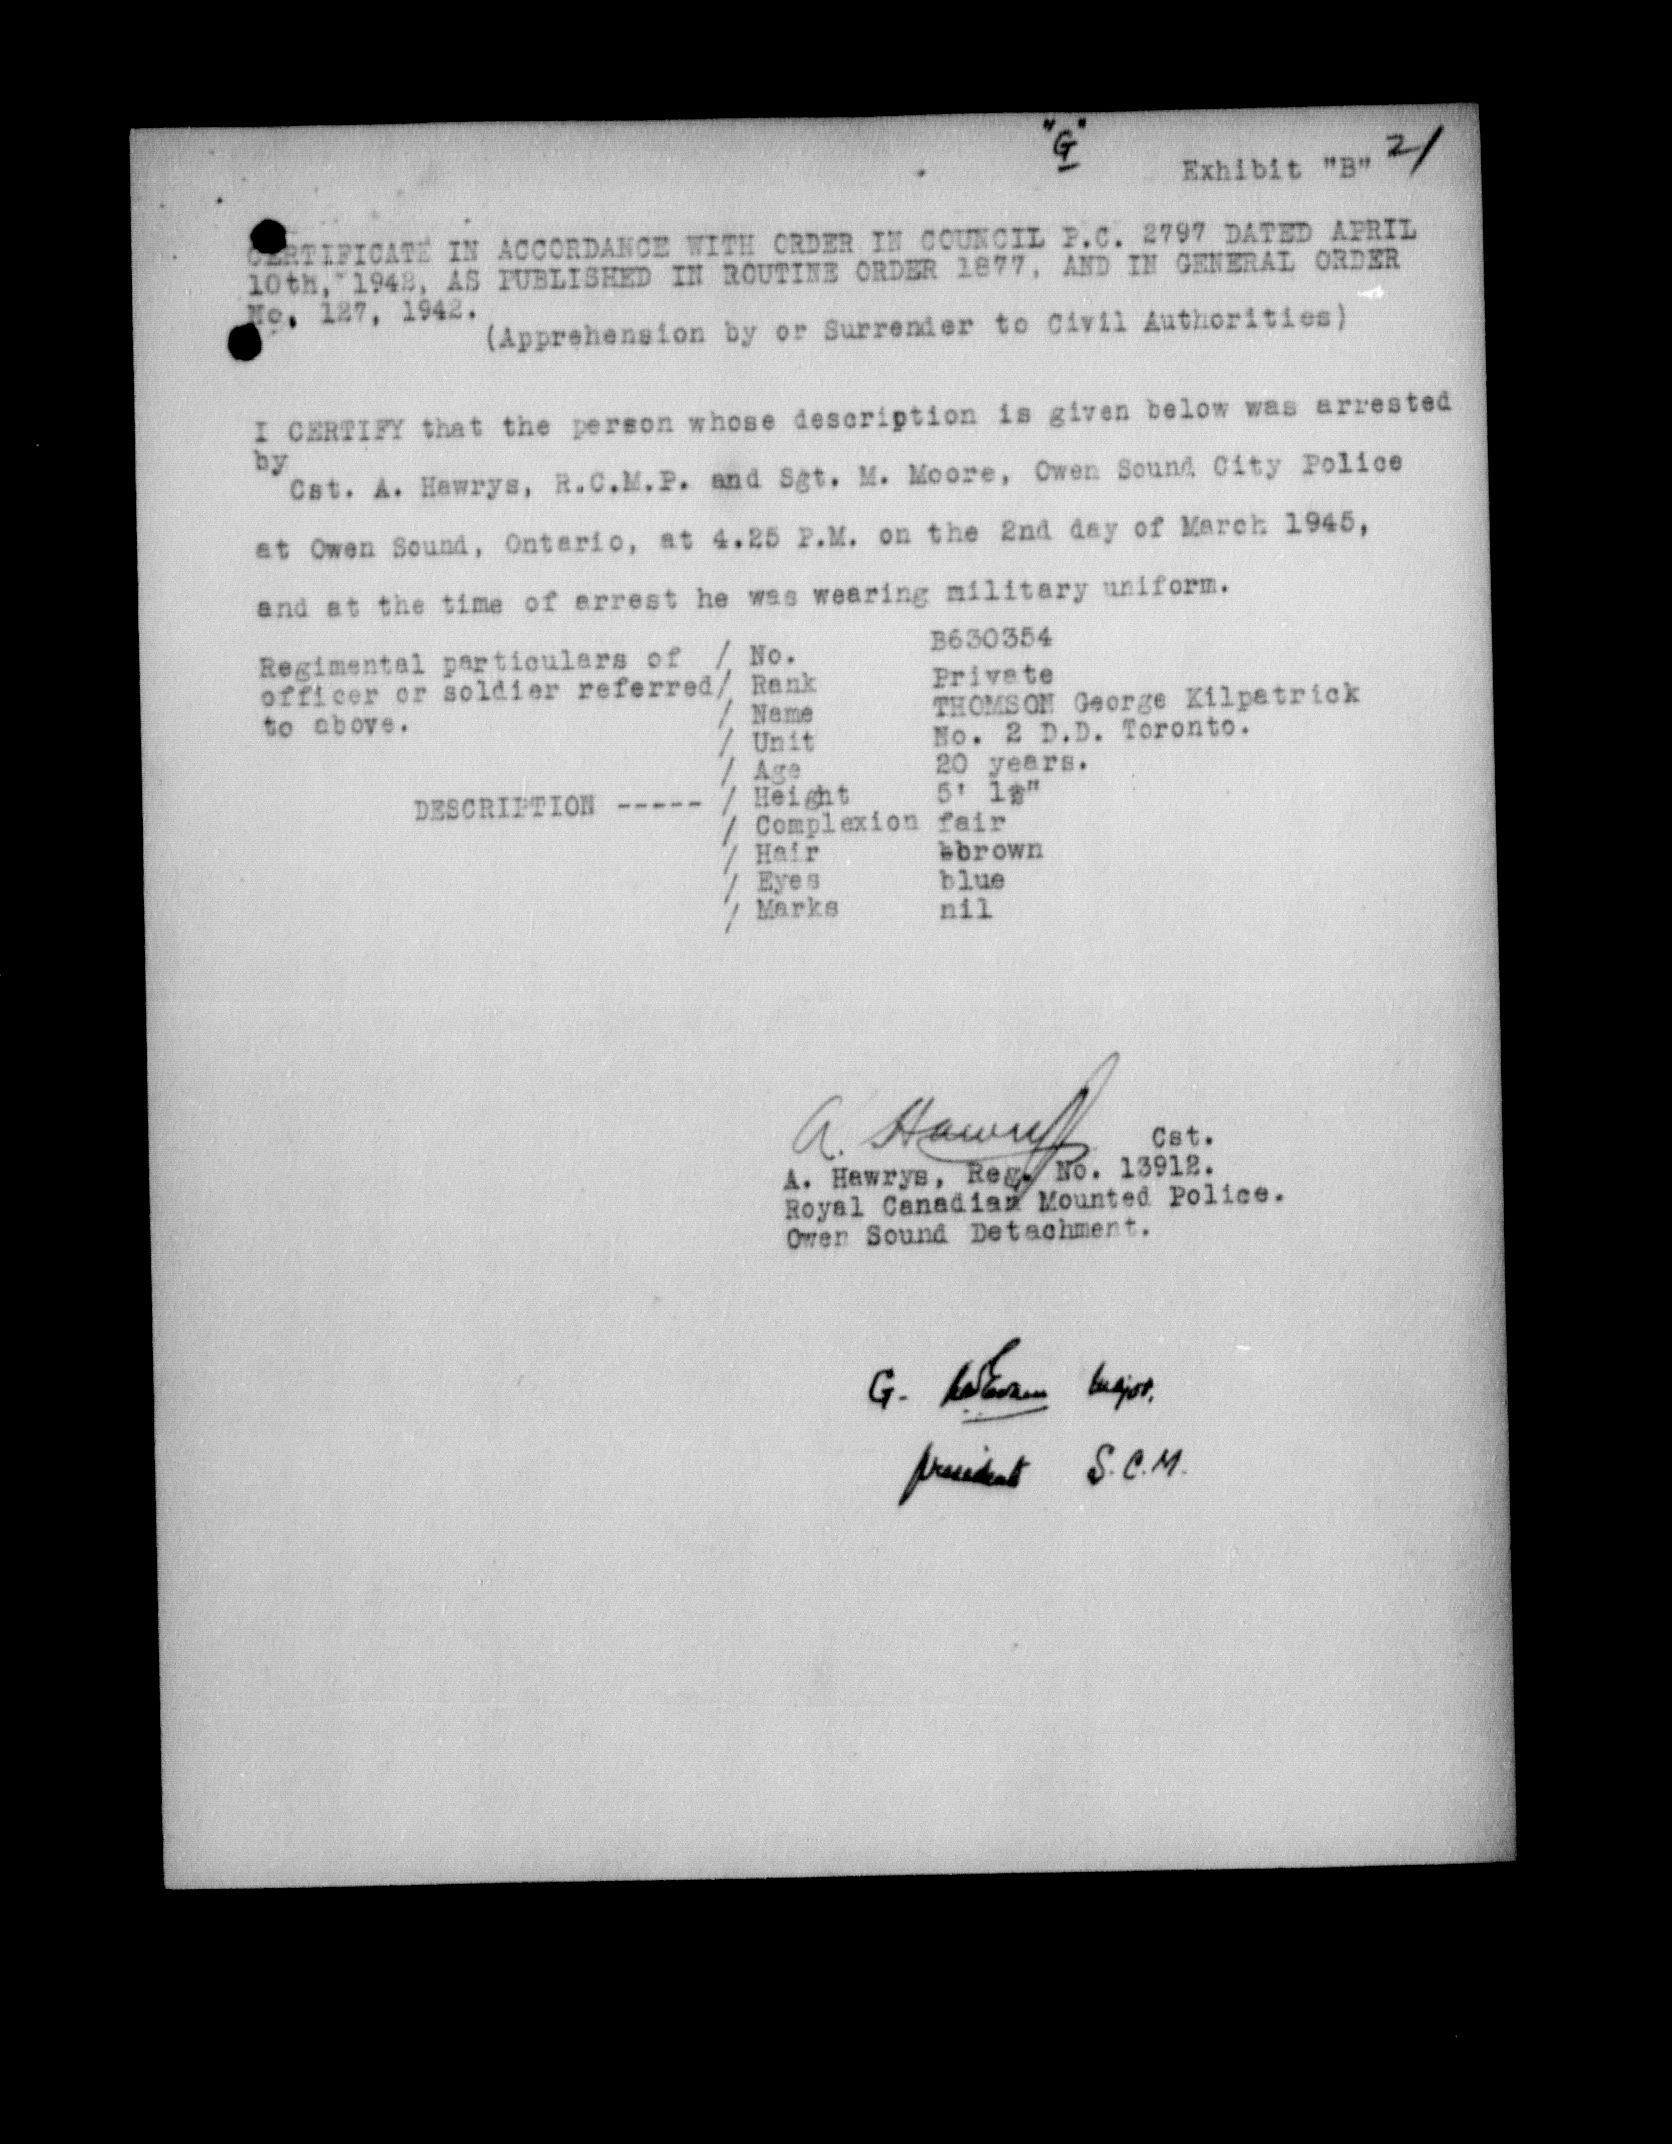 "G"
Exhibit "B" 21
CERTIFICATE IN ACCORDANCE WITH ORDER IN COUNCIL P.C. 2797 DATED APRIL
10th, 1942, AS PUBLISHED IN ROUTINE ORDER 1877, AND IN GENERAL ORDER
No. 127, 1942.
(Apprehension by or Surrender to Civil Authorities)
I CERTIFY that the person whose description is given below was arrested
by
Cst. A. Hawrys, R.C.M.P. and Sgt. M. Moore, Owen Sound City Police
at Owen Sound, Ontario, at 4.25 P.M. on the 2nd day of March 1945,
and at the time of arrest he was wearing military uniform.
Regimental particulars of / No. B630354
officer or soldier referred/ Rank Private
to above. / Name THOMSON George Kilpatrick
/ Unit No. 2 D.D. Toronto.
/ Age 20 years.
DESCRIPTION ----- / Height 5' 1½"
/ Complexion fair
/ Hair bbrown
/ Eyes blue
/ Marks nil
A. Hawrys Cst.
A. Hawrys, Reg. No. 13912.
Royal Canadian Mounted Police.
Owen Sound Detachment.
G. Major.
President S.C.M.